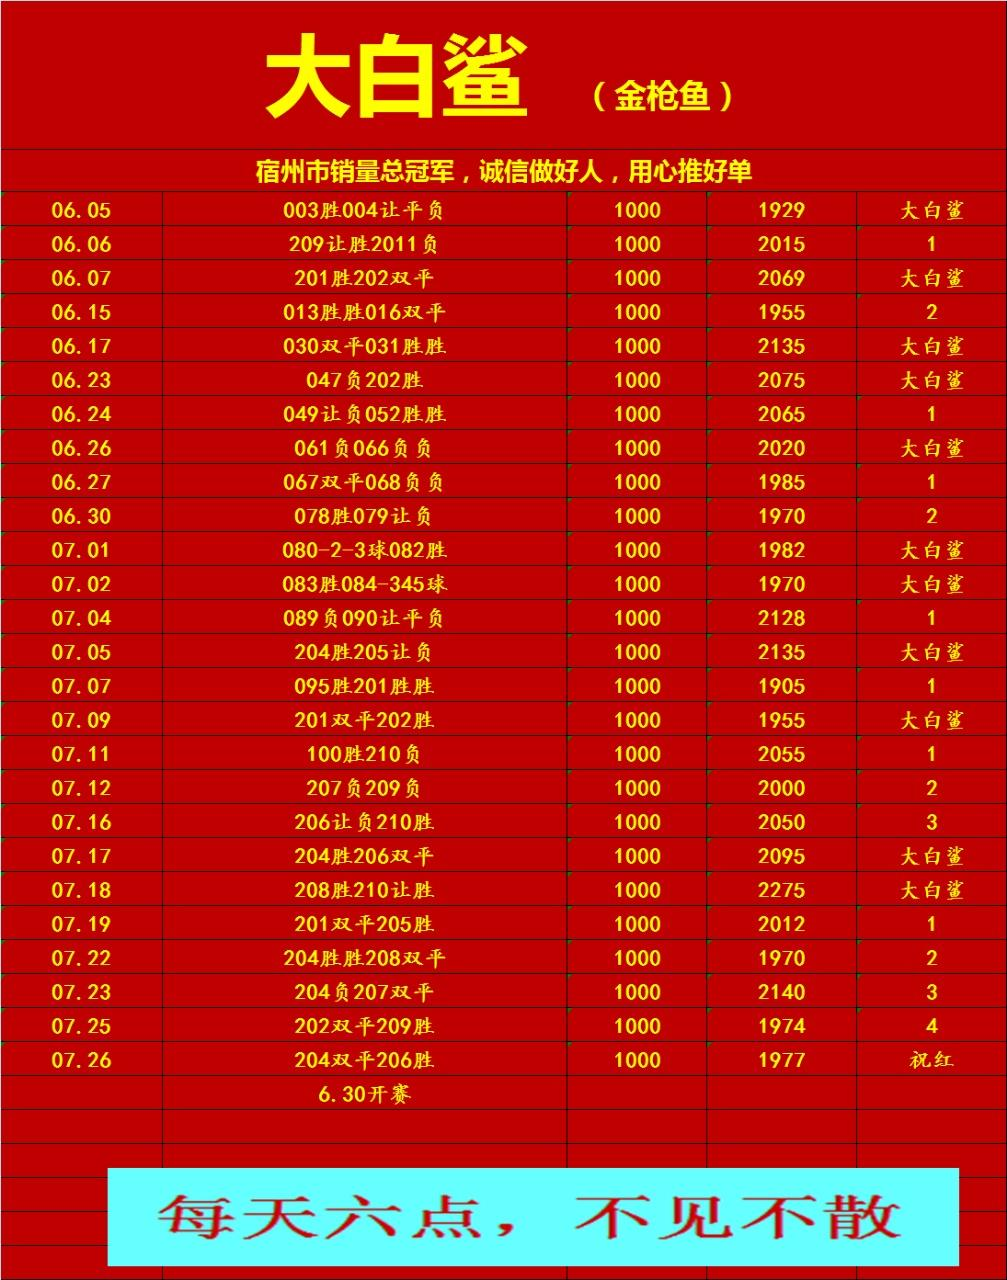 大白鲨 （金枪鱼）
宿州市销量总冠军，诚信做好人，用心推好单
06.05 003胜004让平负 1000 1929 大白鲨
06.06 209让胜2011负 1000 2015 1
06.07 201胜202双平 1000 2069 大白鲨
06.15 013胜胜016双平 1000 1955 2
06.17 030双平031胜胜 1000 2135 大白鲨
06.23 047负202胜 1000 2075 大白鲨
06.24 049让负052胜胜 1000 2065 1
06.26 061负066负负 1000 2020 大白鲨
06.27 067双平068负负 1000 1985 1
06.30 078胜079让负 1000 1970 2
07.01 080-2-3球082胜 1000 1982 大白鲨
07.02 083胜084-345球 1000 1970 大白鲨
07.04 089负090让平负 1000 2128 1
07.05 204胜205让负 1000 2135 大白鲨
07.07 095胜201胜胜 1000 1905 1
07.09 201双平202胜 1000 1955 大白鲨
07.11 100胜210负 1000 2055 1
07.12 207负209负 1000 2000 2
07.16 206让负210胜 1000 2050 3
07.17 204胜206双平 1000 2095 大白鲨
07.18 208胜210让胜 1000 2275 大白鲨
07.19 201双平205胜 1000 2012 1
07.22 204胜胜208双平 1000 1970 2
07.23 204负207双平 1000 2140 3
07.25 202双平209胜 1000 1974 4
07.26 204双平206胜 1000 1977 祝红
6.30开赛
每天六点，不见不散